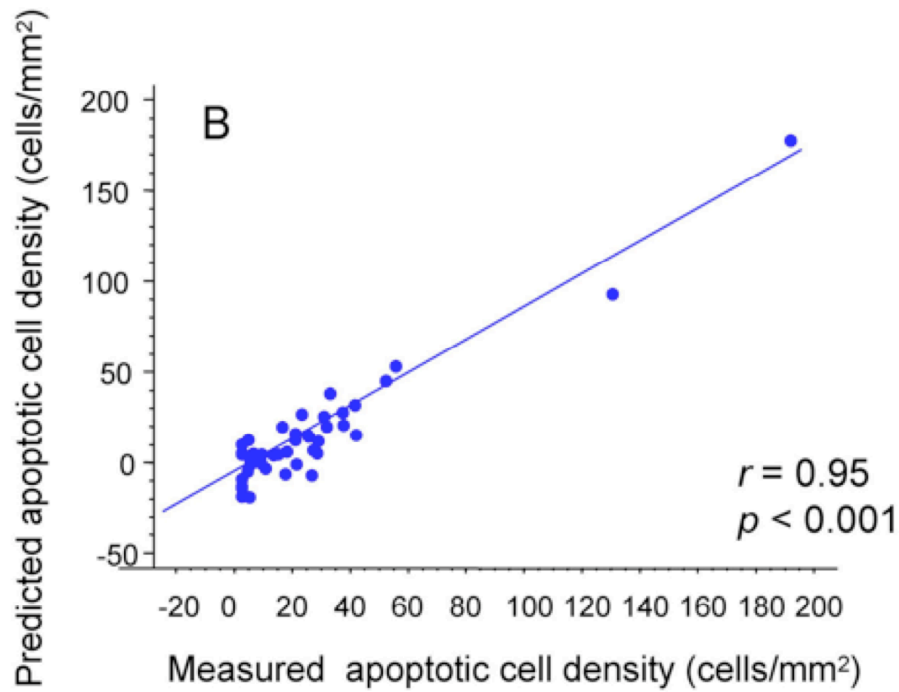 Predicted apoptotic cell density (cells/mm²)
200
150
100
50
0
-50
B
r = 0.95
p < 0.001
-20 0 20 40 60 80 100 120 140 160 180 200
Measured apoptotic cell density (cells/mm²)